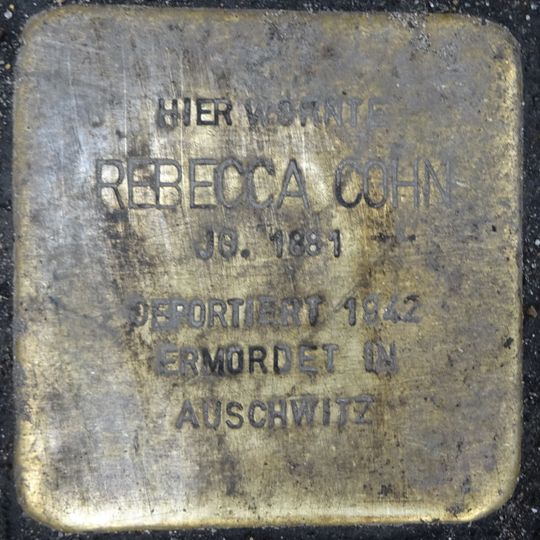 HIER WOHNTE
REBECCA COHN
JG. 1881
DEPORTIERT 1942
ERMORDET IN
AUSCHWITZ